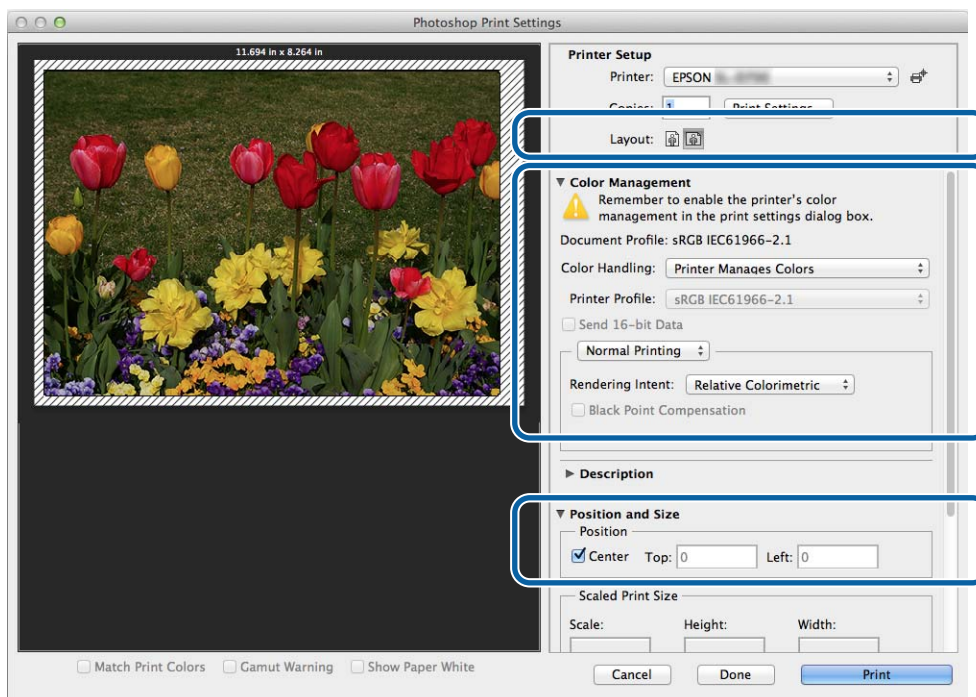 Photoshop Print Settings
11.694 in x 8.264 in
Printer Setup
Printer: EPSON
Copies: 1 Print Settings...
Layout:
Color Management
Remember to enable the printer's color
management in the print settings dialog box.
Document Profile: sRGB IEC61966-2.1
Color Handling: Printer Manages Colors
Printer Profile: sRGB IEC61966-2.1
Send 16-bit Data
Normal Printing
Rendering Intent: Relative Colorimetric
Black Point Compensation
Description
Position and Size
Position
Center Top: 0 Left: 0
Scaled Print Size
Scale: Height: Width:
Match Print Colors Gamut Warning Show Paper White
Cancel Done Print